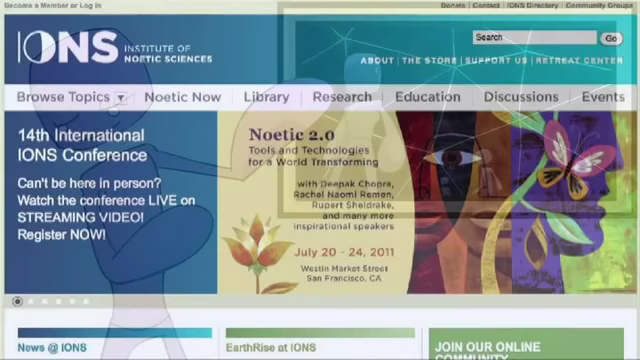 Become a Member or Log In
Donate | Contact | IONS Directory | Community Groups
IONS INSTITUTE OF
NOETIC SCIENCES
Search Go
ABOUT | THE STORE | SUPPORT US | RETREAT CENTER
Browse Topics Noetic Now Library Research Education Discussions Events
14th International
IONS Conference
Can't be here in person?
Watch the conference LIVE on
STREAMING VIDEO!
Register NOW!
Noetic 2.0
Tools and Technologies
for a World Transforming
with Deepak Chopra,
Rachel Naomi Remen,
Rupert Sheldrake,
and many more
inspirational speakers
July 20 - 24, 2011
Westin Market Street
San Francisco, CA
News @ IONS
EarthRise at IONS
JOIN OUR ONLINE
COMMUNITY